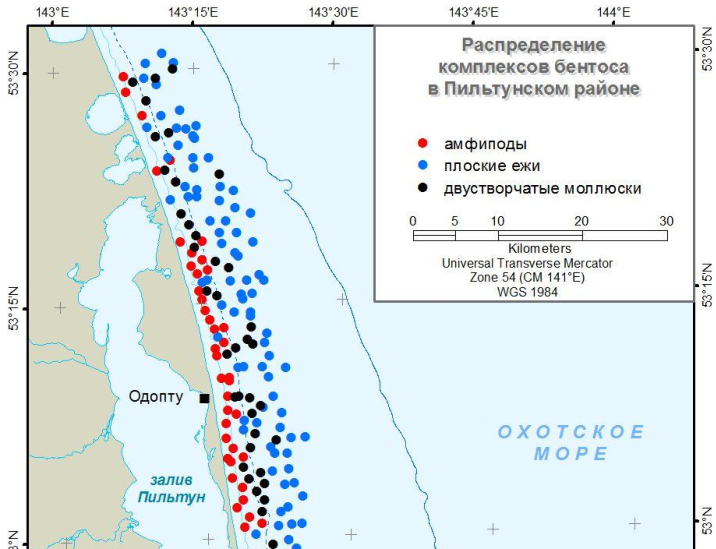 143°E
143°15'E
143°30'E
143°45'E
144°E
53°30'N
53°30'N
Распределение
комплексов бентоса
в Пильтунском районе
амфиподы
плоские ежи
двустворчатые моллюски
0 5 10 20 30
Kilometers
Universal Transverse Mercator
Zone 54 (CM 141°E)
WGS 1984
53°15'N
53°15'N
Одопту
ОХОТСКОЕ
МОРЕ
залив
Пильтун
53°N
3°N